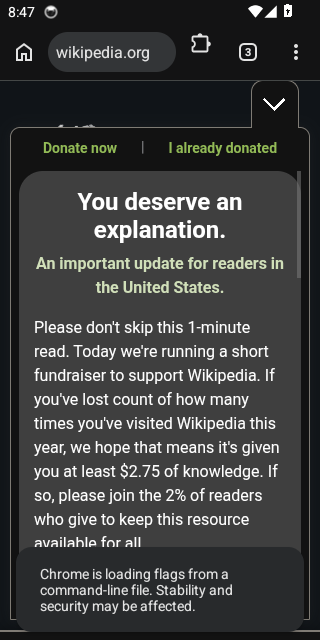 8:47
wikipedia.org
3
Donate now | I already donated
You deserve an
explanation.
An important update for readers in
the United States.
Please don't skip this 1-minute
read. Today we're running a short
fundraiser to support Wikipedia. If
you've lost count of how many
times you've visited Wikipedia this
year, we hope that means it's given
you at least $2.75 of knowledge. If
so, please join the 2% of readers
who give to keep this resource
available for all.
Chrome is loading flags from a
command-line file. Stability and
security may be affected.